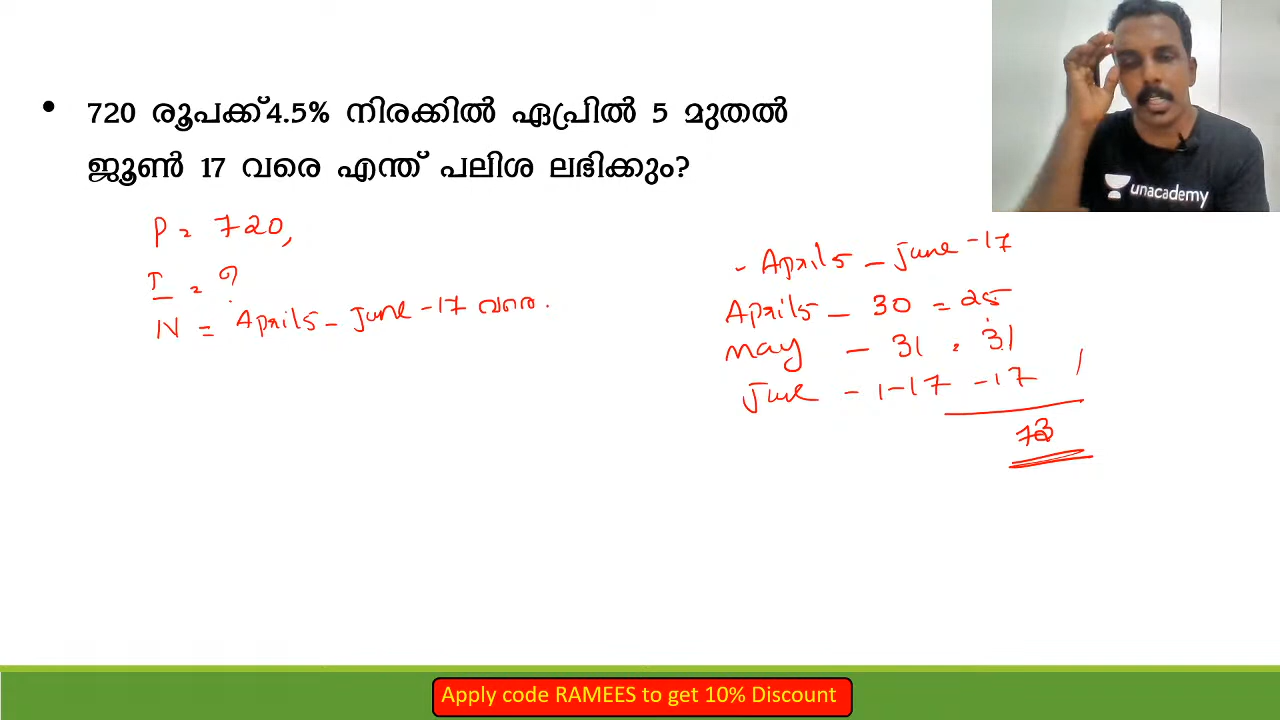 • 720 രൂപക്ക്4.5% നിരക്കിൽ ഏപ്രിൽ 5 മുതൽ
ജൂൺ 17 വരെ എന്ത് പലിശ ലഭിക്കും?
unacademy
P = 720,
I = ?
N = April5 - June -17 വരെ.
- April5 - June -17
April5 - 30 = 25
may - 31 = 31
June - 1-17 - 17
73
Apply code RAMEES to get 10% Discount